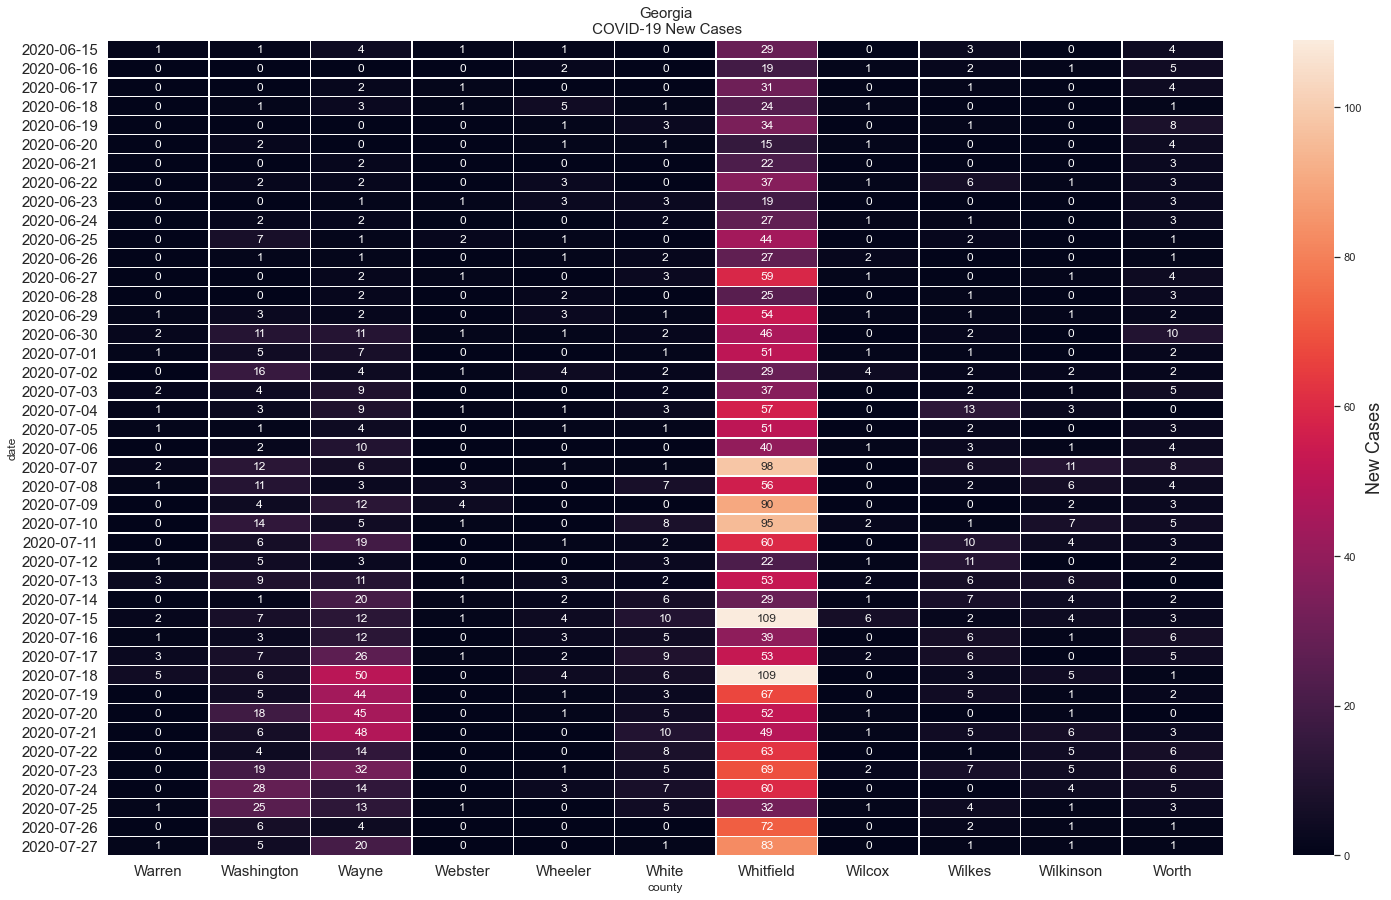 Georgia
COVID-19 New Cases
2020-06-15 1 1 4 1 1 0 29 0 3 0 4
2020-06-16 0 0 0 0 2 0 19 1 2 1 5
2020-06-17 0 0 2 1 0 0 31 0 1 0 4
2020-06-18 0 1 3 1 5 1 24 1 0 0 1
2020-06-19 0 0 0 0 1 3 34 0 1 0 8
2020-06-20 0 2 0 0 1 1 15 1 0 0 4
2020-06-21 0 0 2 0 0 0 22 0 0 0 3
2020-06-22 0 2 2 0 3 0 37 1 6 1 3
2020-06-23 0 0 1 1 3 3 19 0 0 0 3
2020-06-24 0 2 2 0 0 2 27 1 1 0 3
2020-06-25 0 7 1 2 1 0 44 0 2 0 1
2020-06-26 0 1 1 0 1 2 27 2 0 0 1
2020-06-27 0 0 2 1 0 3 59 1 0 1 4
2020-06-28 0 0 2 0 2 0 25 0 1 0 3
2020-06-29 1 3 2 0 3 1 54 1 1 1 2
2020-06-30 2 11 11 1 1 2 46 0 2 0 10
2020-07-01 1 5 7 0 0 1 51 1 1 0 2
2020-07-02 0 16 4 1 4 2 29 4 2 2 2
2020-07-03 2 4 9 0 0 2 37 0 2 1 5
2020-07-04 1 3 9 1 1 3 57 0 13 3 0
2020-07-05 1 1 4 0 1 1 51 0 2 0 3
2020-07-06 0 2 10 0 0 0 40 1 3 1 4
2020-07-07 2 12 6 0 1 1 98 0 6 11 8
2020-07-08 1 11 3 3 0 7 56 0 2 6 4
2020-07-09 0 4 12 4 0 0 90 0 0 2 3
2020-07-10 0 14 5 1 0 8 95 2 1 7 5
2020-07-11 0 6 19 0 1 2 60 0 10 4 3
2020-07-12 1 5 3 0 0 3 22 1 11 0 2
2020-07-13 3 9 11 1 3 2 53 2 6 6 0
2020-07-14 0 1 20 1 2 6 29 1 7 4 2
2020-07-15 2 7 12 1 4 10 109 6 2 4 3
2020-07-16 1 3 12 0 3 5 39 0 6 1 6
2020-07-17 3 7 26 1 2 9 53 2 6 0 5
2020-07-18 5 6 50 0 4 6 109 0 3 5 1
2020-07-19 0 5 44 0 1 3 67 0 5 1 2
2020-07-20 0 18 45 0 1 5 52 1 0 1 0
2020-07-21 0 6 48 0 0 10 49 1 5 6 3
2020-07-22 0 4 14 0 0 8 63 0 1 5 6
2020-07-23 0 19 32 0 1 5 69 2 7 5 6
2020-07-24 0 28 14 0 3 7 60 0 0 4 5
2020-07-25 1 25 13 1 0 5 32 1 4 1 3
2020-07-26 0 6 4 0 0 0 72 0 2 1 1
2020-07-27 1 5 20 0 0 1 83 0 1 1 1
Warren Washington Wayne Webster Wheeler White Whitfield Wilcox Wilkes Wilkinson Worth
county
date
100
80
60
40
20
0
New Cases